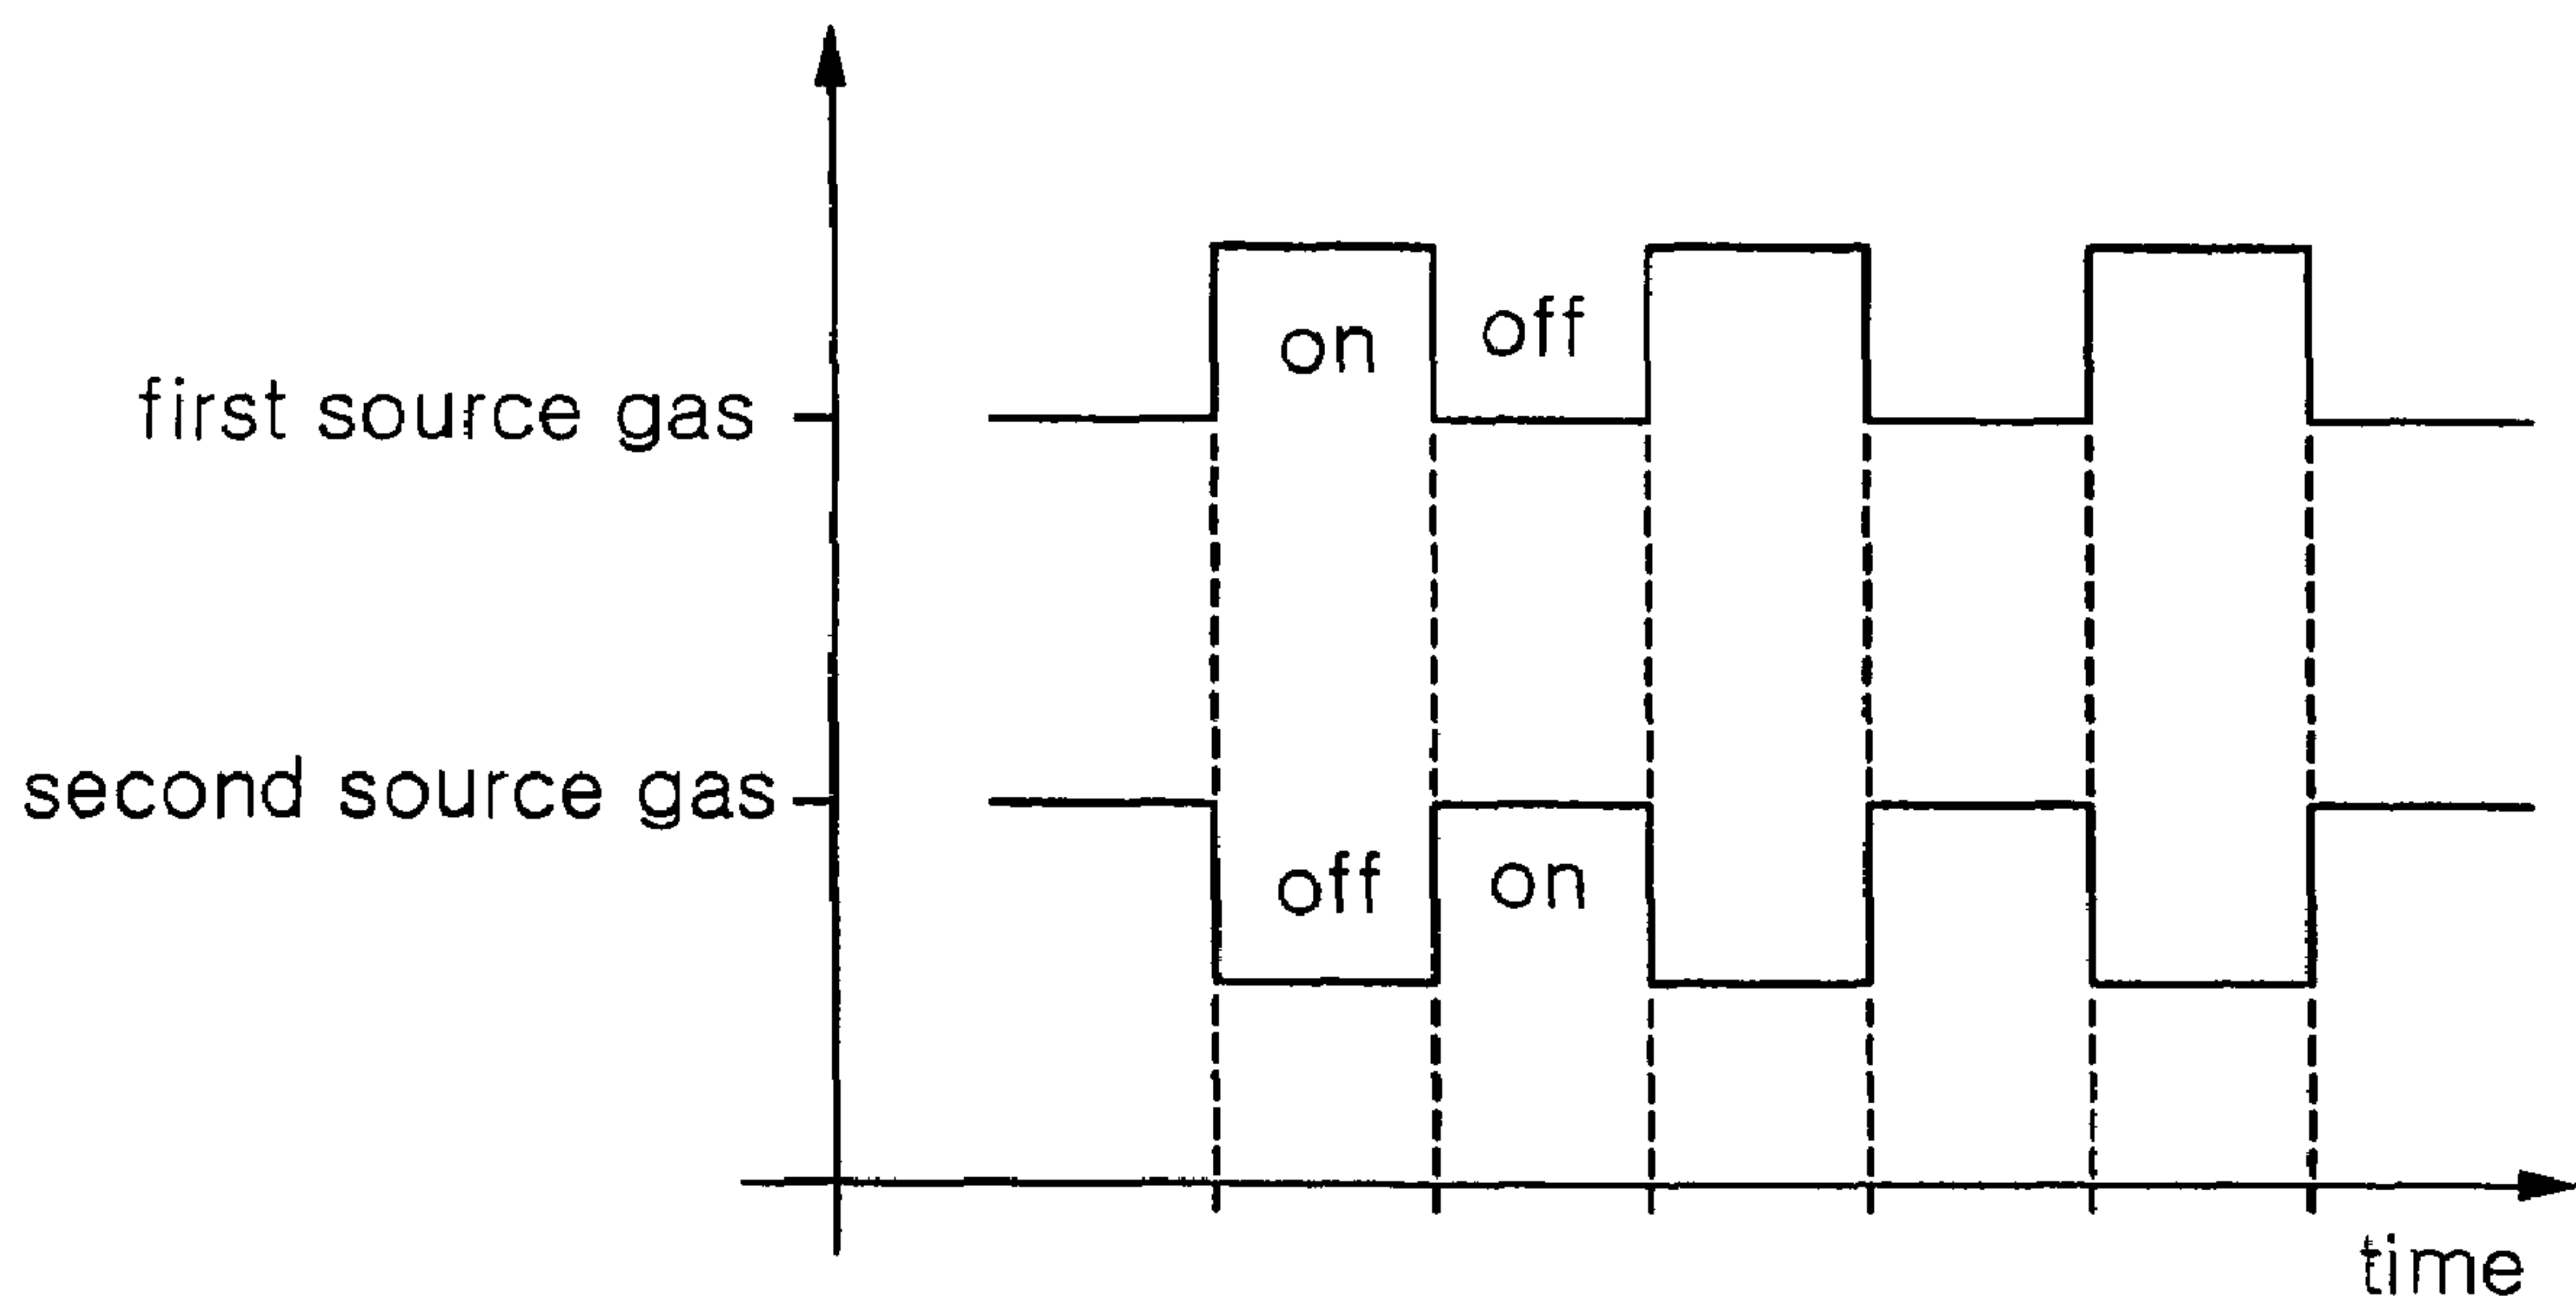 on off
first source gas
second source gas
off on
time